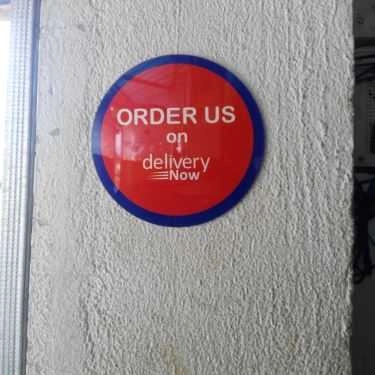 ORDER US
on
delivery
Now